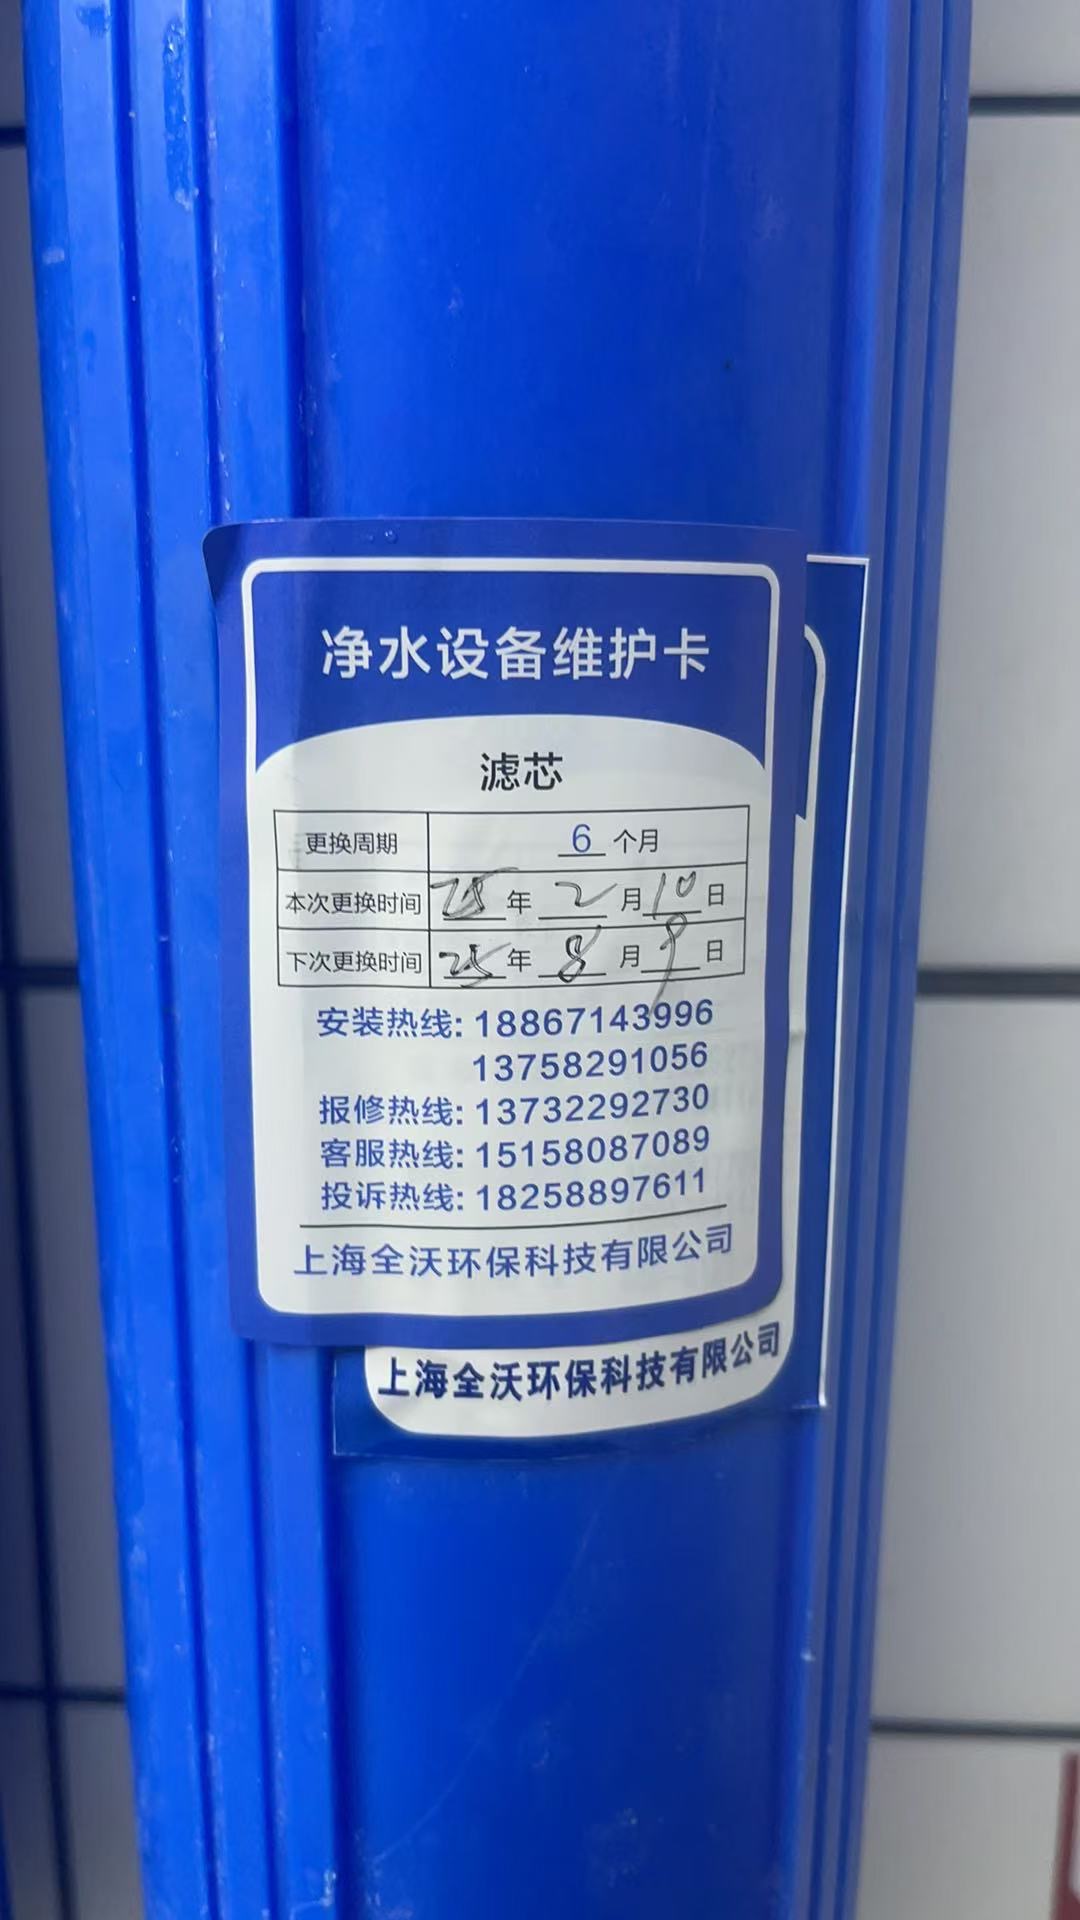 净水设备维护卡
滤芯
更换周期 6 个月
本次更换时间 25 年 2 月 10 日
下次更换时间 25 年 8 月 9 日
安装热线: 18867143996
13758291056
报修热线: 13732292730
客服热线: 15158087089
投诉热线: 18258897611
上海全沃环保科技有限公司
上海全沃环保科技有限公司